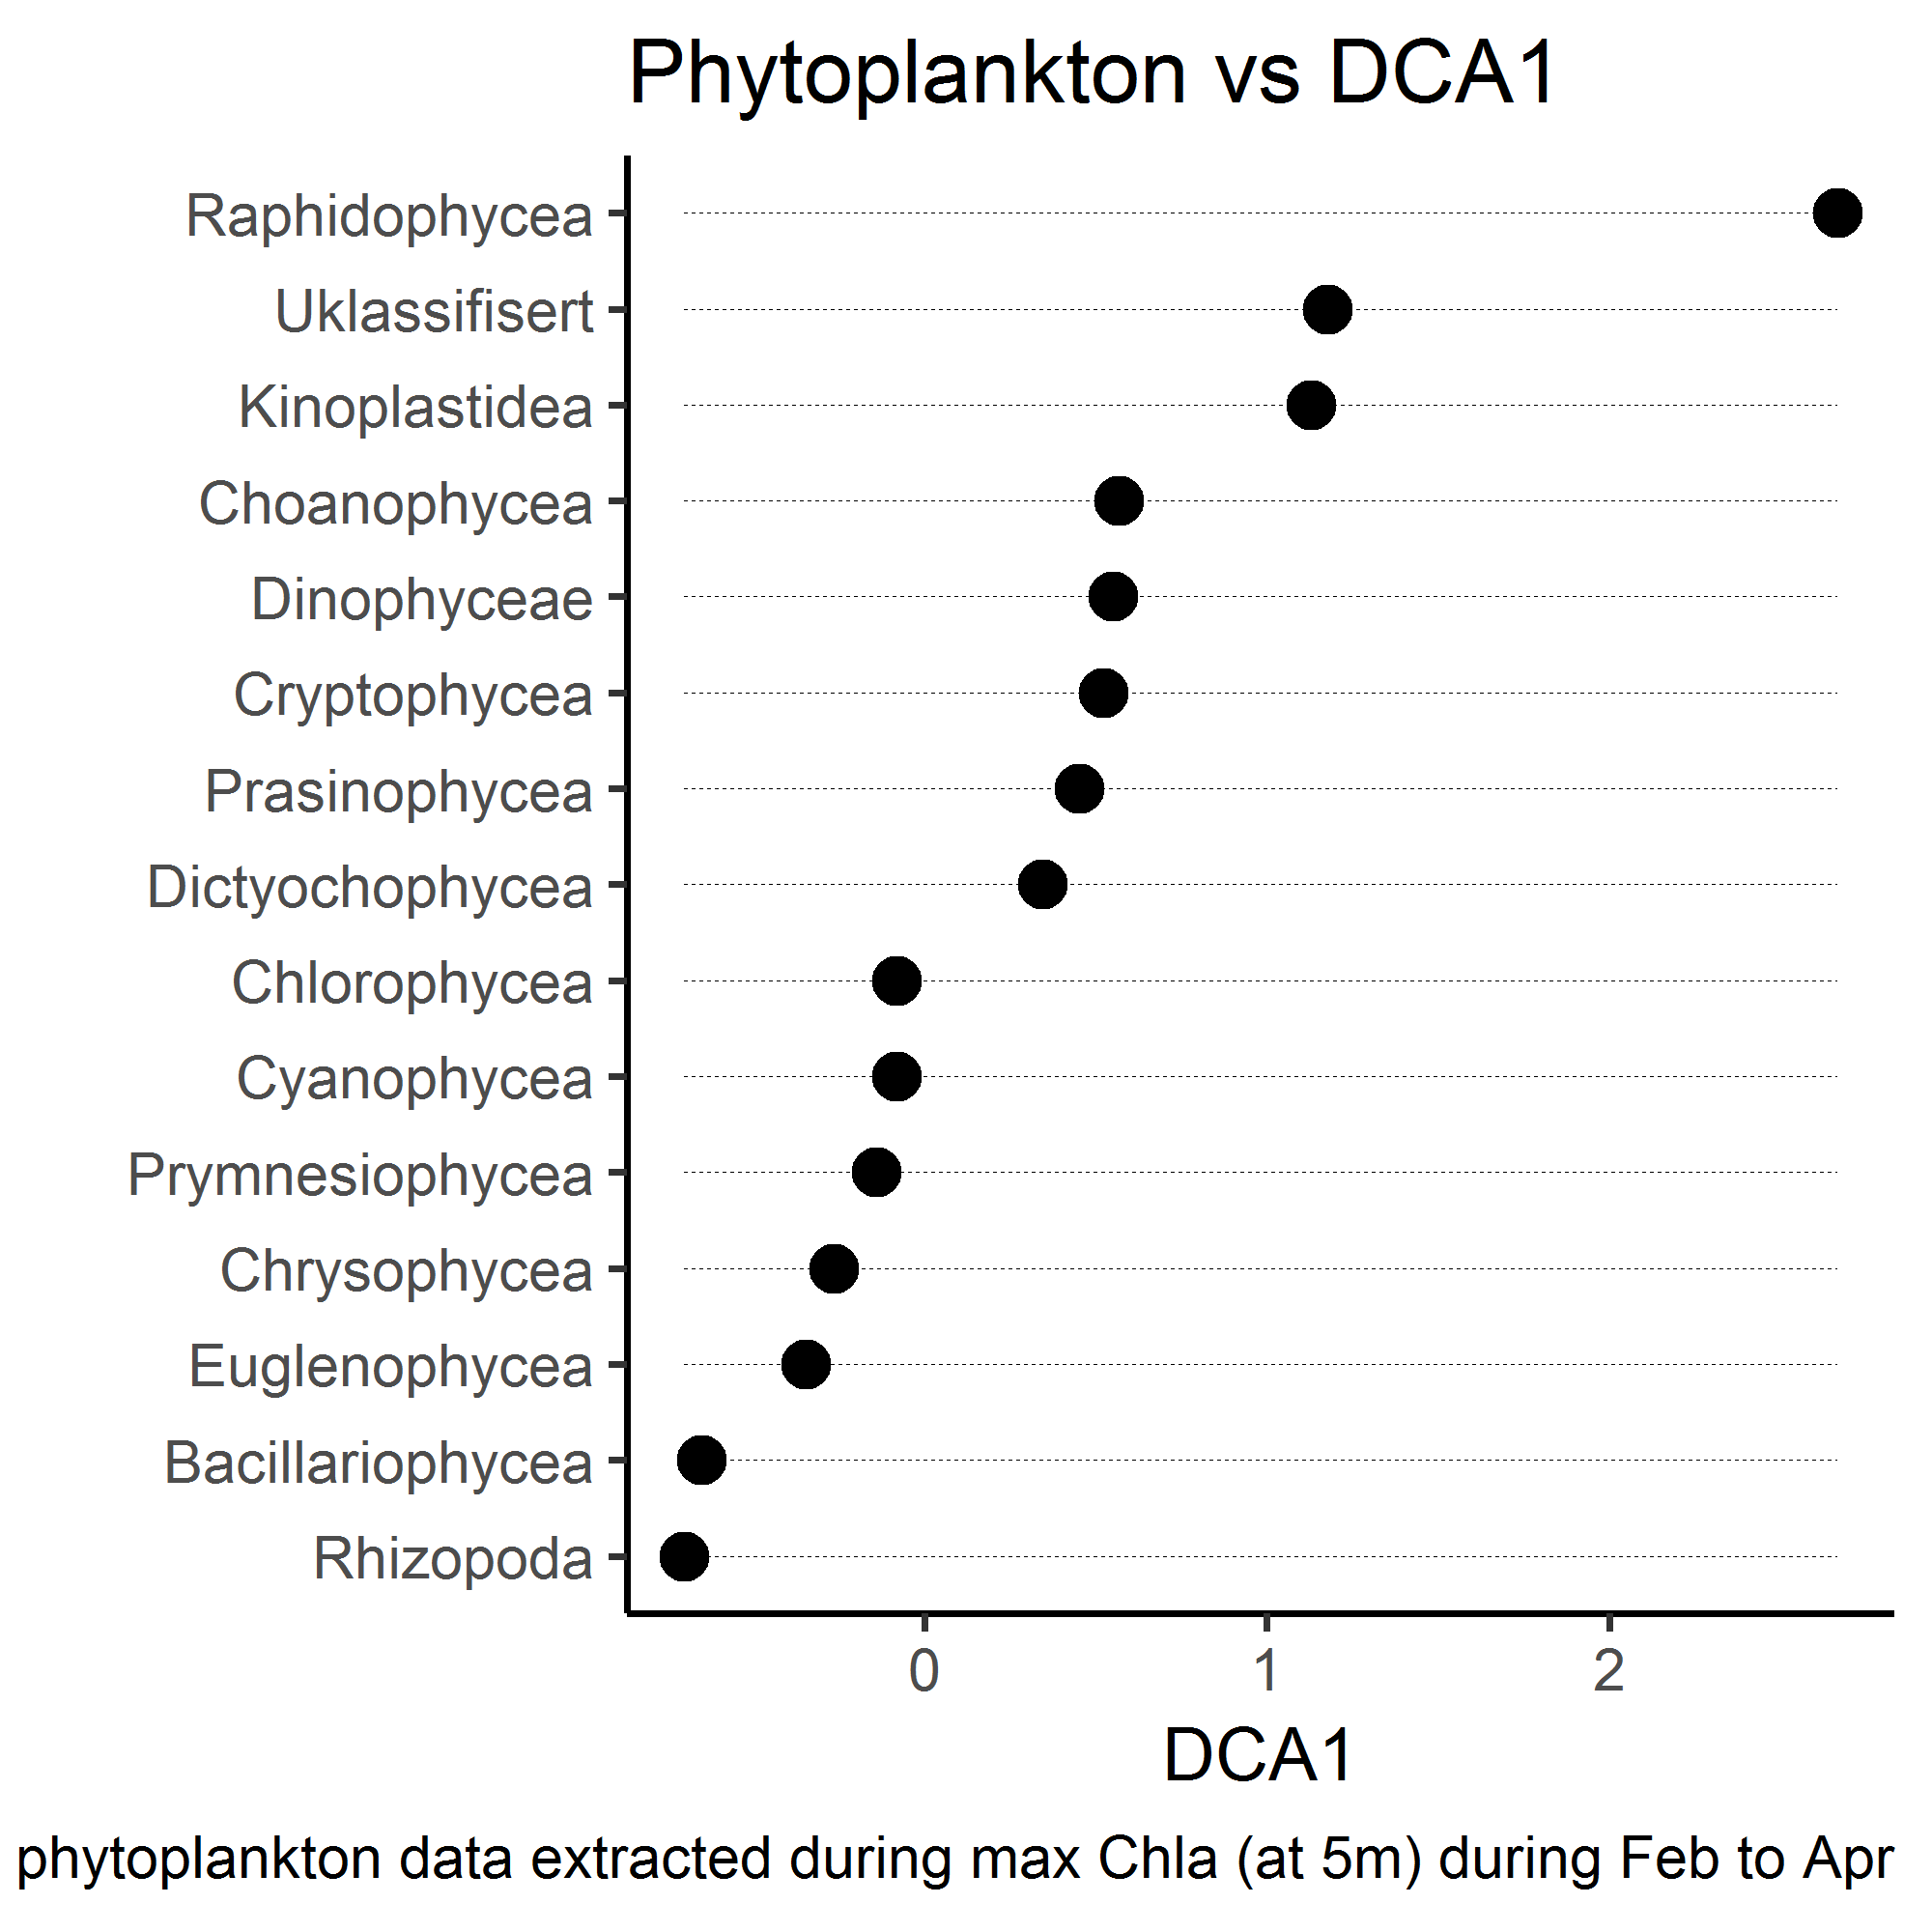 Phytoplankton vs DCA1
Raphidophycea
Uklassifisert
Kinoplastidea
Choanophycea
Dinophyceae
Cryptophycea
Prasinophycea
Dictyochophycea
Chlorophycea
Cyanophycea
Prymnesiophycea
Chrysophycea
Euglenophycea
Bacillariophycea
Rhizopoda
0 1 2
DCA1
phytoplankton data extracted during max Chla (at 5m) during Feb to Apr